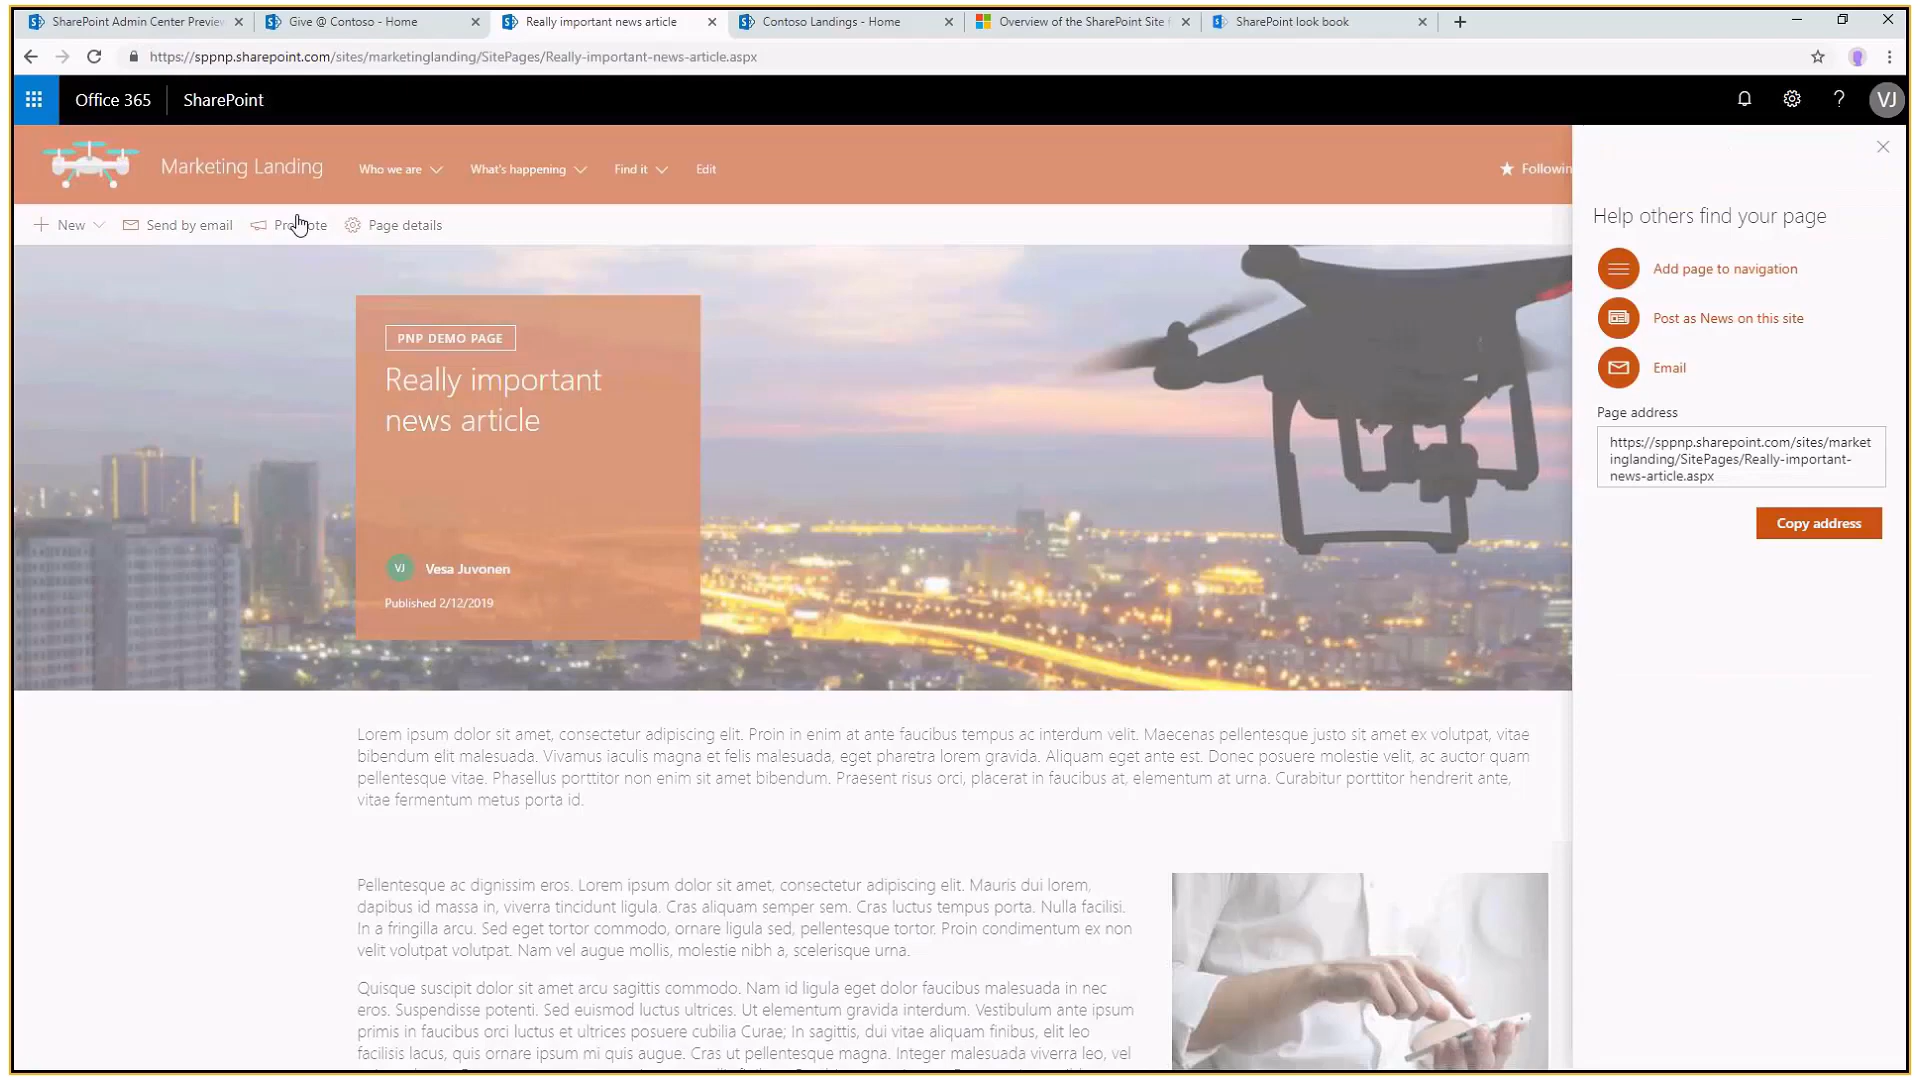 SharePoint Admin Center Preview
Give @ Contoso - Home
Really important news article
Contoso Landings - Home
Overview of the SharePoint Site
SharePoint look book
https://sppnp.sharepoint.com/sites/marketinglanding/SitePages/Really-important-news-article.aspx
Office 365
SharePoint
VJ
Marketing Landing
Who we are
What's happening
Find it
Edit
Followin
New
Send by email
Promote
Page details
PNP DEMO PAGE
Really important
news article
VJ
Vesa Juvonen
Published 2/12/2019
Lorem ipsum dolor sit amet, consectetur adipiscing elit. Proin in enim at ante faucibus tempus ac interdum velit. Maecenas pellentesque justo sit amet ex volutpat, vitae
bibendum elit malesuada. Vivamus iaculis magna et felis malesuada, eget pharetra lorem gravida. Aliquam eget ante est. Donec posuere molestie velit, ac auctor quam
pellentesque vitae. Phasellus porttitor non enim sit amet bibendum. Praesent risus orci, placerat in faucibus at, elementum at urna. Curabitur porttitor hendrerit ante,
vitae fermentum metus porta id.
Pellentesque ac dignissim eros. Lorem ipsum dolor sit amet, consectetur adipiscing elit. Mauris dui lorem,
dapibus id massa in, viverra tincidunt ligula. Cras aliquam semper sem. Cras luctus tempus porta. Nulla facilisi.
In a fringilla arcu. Sed eget tortor commodo, ornare ligula sed, pellentesque tortor. Proin condimentum ex non
velit volutpat volutpat. Nam vel augue mollis, molestie nibh a, scelerisque urna.
Quisque suscipit dolor sit amet arcu sagittis commodo. Nam id ligula eget dolor faucibus malesuada in nec
eros. Suspendisse potenti. Sed euismod luctus ultrices. Ut elementum gravida interdum. Vestibulum ante ipsum
primis in faucibus orci luctus et ultrices posuere cubilia Curae; In sagittis, dui vitae aliquam finibus, elit leo
facilisis lacus, quis ornare ipsum mi quis augue. Cras ut pellentesque magna. Integer malesuada viverra leo, vel
Help others find your page
Add page to navigation
Post as News on this site
Email
Page address
https://sppnp.sharepoint.com/sites/market
inglanding/SitePages/Really-important-
news-article.aspx
Copy address